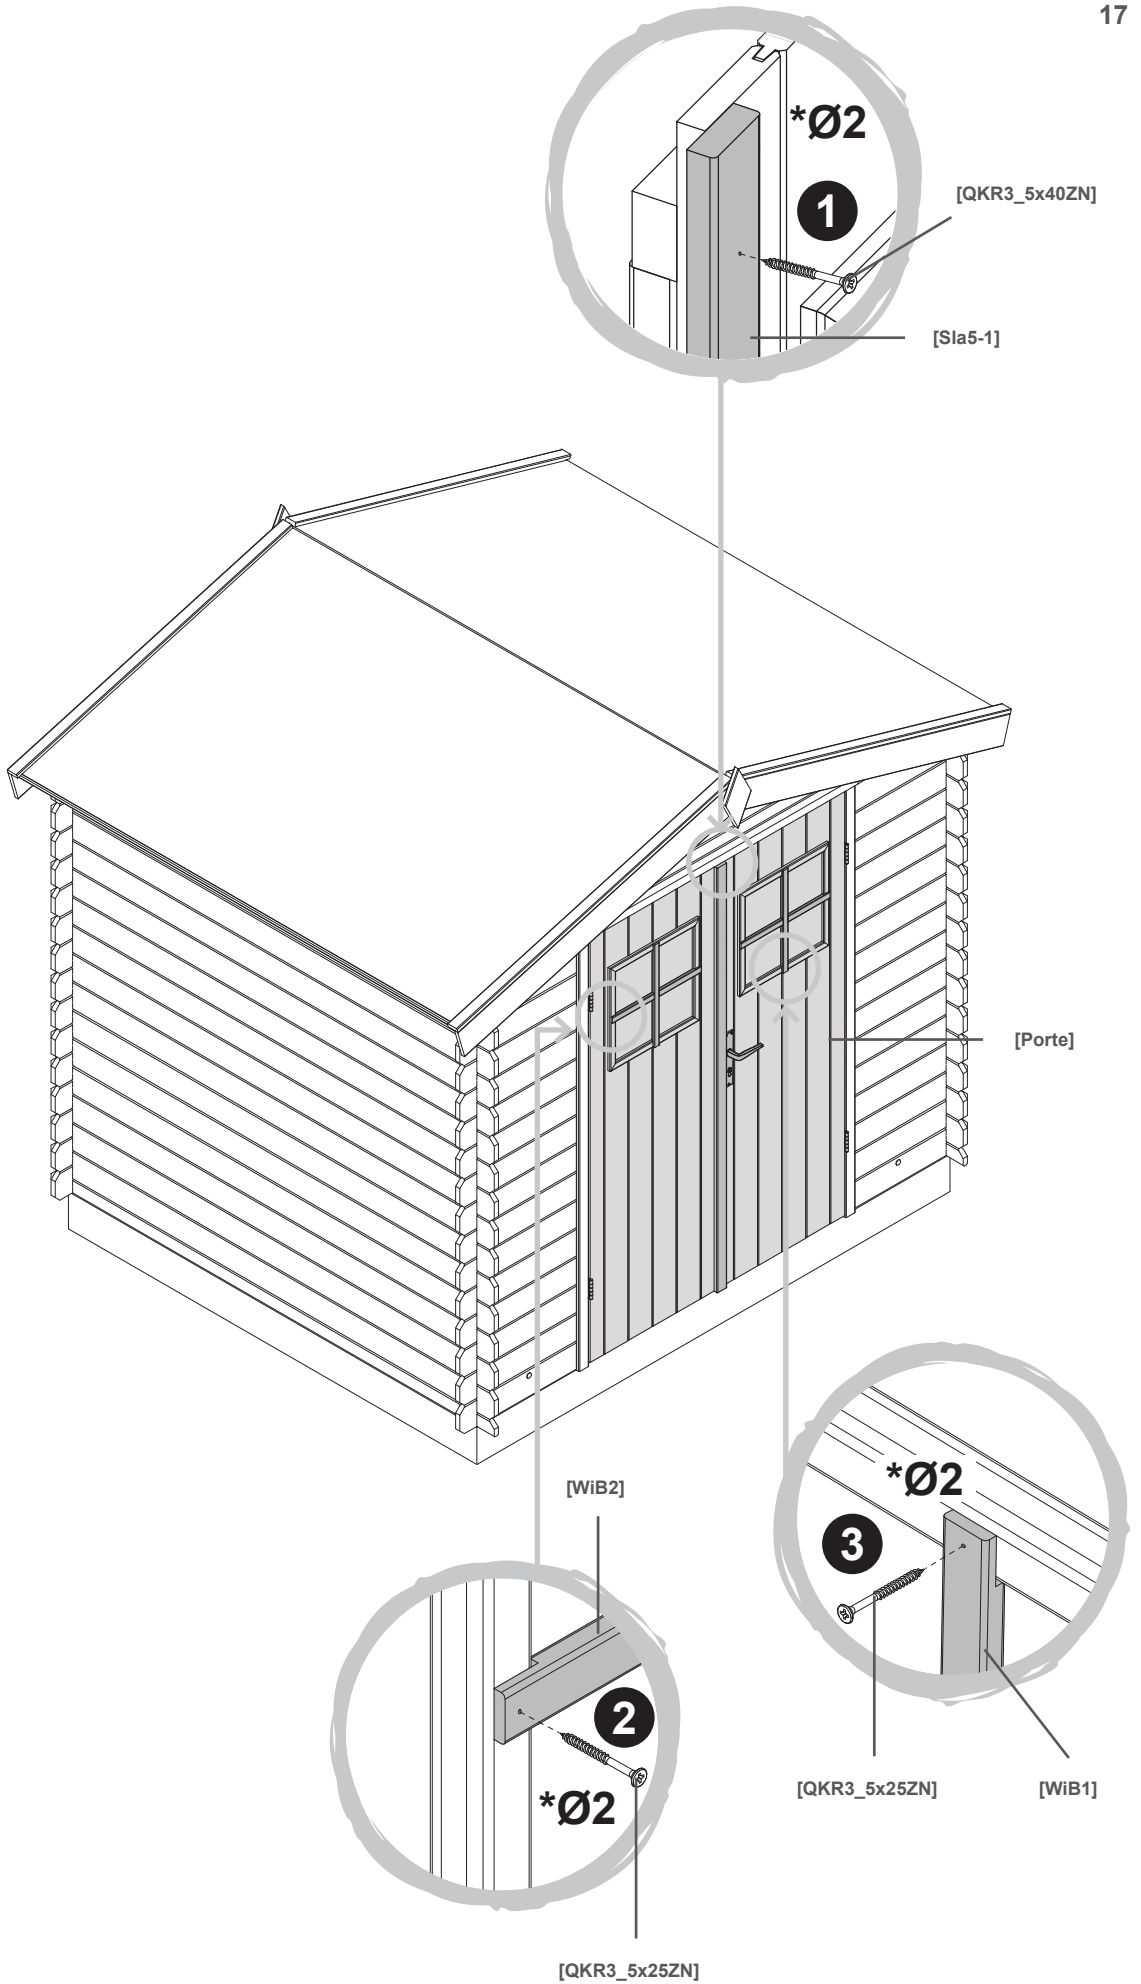 17
*Ø2
1
[QKR3_5x40ZN]
[Sla5-1]
[Porte]
[WiB2]
*Ø2
3
2
*Ø2
[QKR3_5x25ZN]
[WiB1]
[QKR3_5x25ZN]